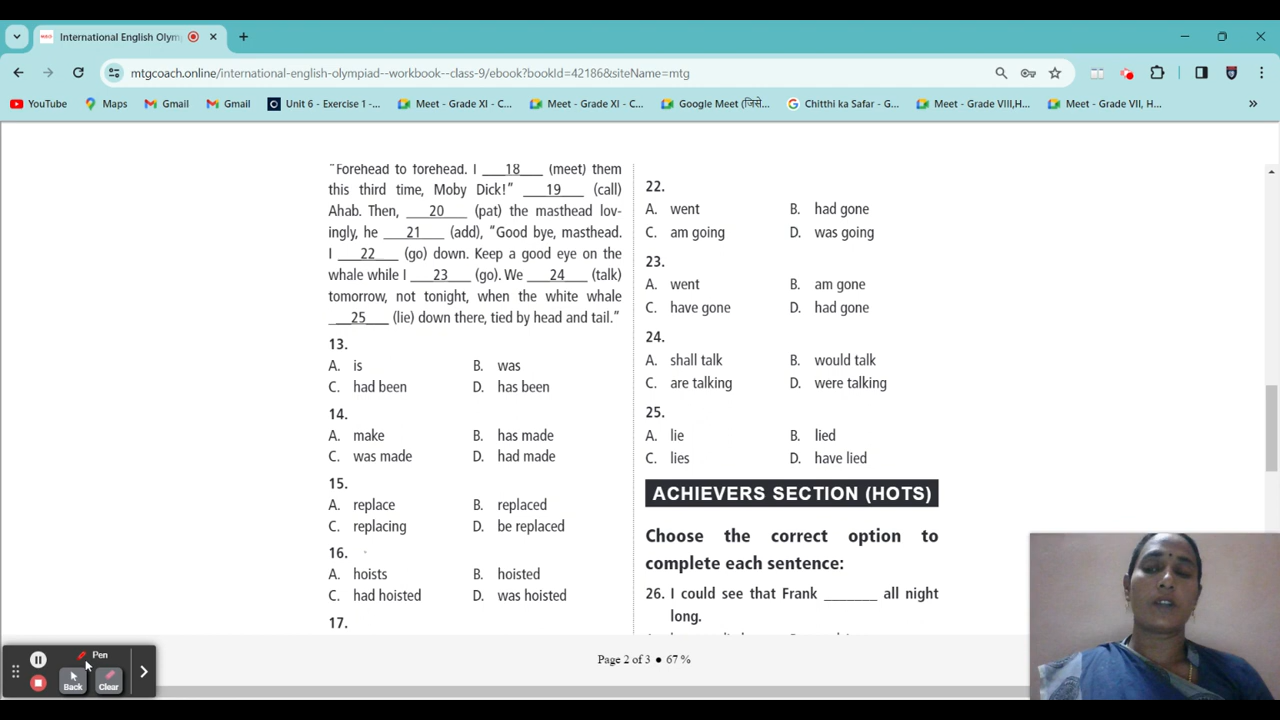 International English Olym
mtgcoach.online/international-english-olympiad--workbook--class-9/ebook?bookId=42186&siteName=mtg
YouTube
Maps
Gmail
Gmail
Unit 6 - Exercise 1 -...
Meet - Grade XI - C...
Meet - Grade XI - C...
Google Meet (जिसे...
Chitthi ka Safar - G...
Meet - Grade VIII,H...
Meet - Grade VII, H...
"Forehead to forehead. I ___18___ (meet) them
this third time, Moby Dick!" ___19___ (call)
Ahab. Then, ___20___ (pat) the masthead lov-
ingly, he ___21___ (add), "Good bye, masthead.
I ___22___ (go) down. Keep a good eye on the
whale while I ___23___ (go). We ___24___ (talk)
tomorrow, not tonight, when the white whale
___25___ (lie) down there, tied by head and tail."
13.
A. is B. was
C. had been D. has been
14.
A. make B. has made
C. was made D. had made
15.
A. replace B. replaced
C. replacing D. be replaced
16.
A. hoists B. hoisted
C. had hoisted D. was hoisted
17.
22.
A. went B. had gone
C. am going D. was going
23.
A. went B. am gone
C. have gone D. had gone
24.
A. shall talk B. would talk
C. are talking D. were talking
25.
A. lie B. lied
C. lies D. have lied
ACHIEVERS SECTION (HOTS)
Choose the correct option to
complete each sentence:
26. I could see that Frank _______ all night
long.
Page 2 of 3 ● 67 %
Pen
Back
Clear